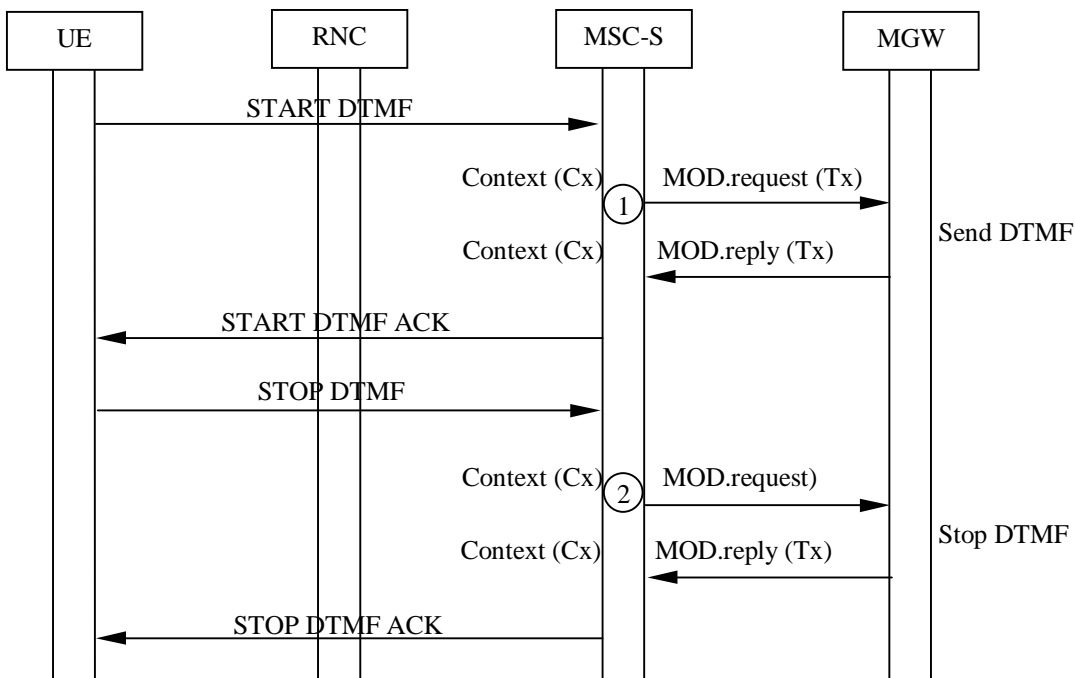 UE
RNC
MSC-S
MGW
START DTMF
Context (Cx)
MOD.request (Tx)
1
Send DTMF
Context (Cx)
MOD.reply (Tx)
START DTMF ACK
STOP DTMF
Context (Cx)
MOD.request)
2
Stop DTMF
Context (Cx)
MOD.reply (Tx)
STOP DTMF ACK